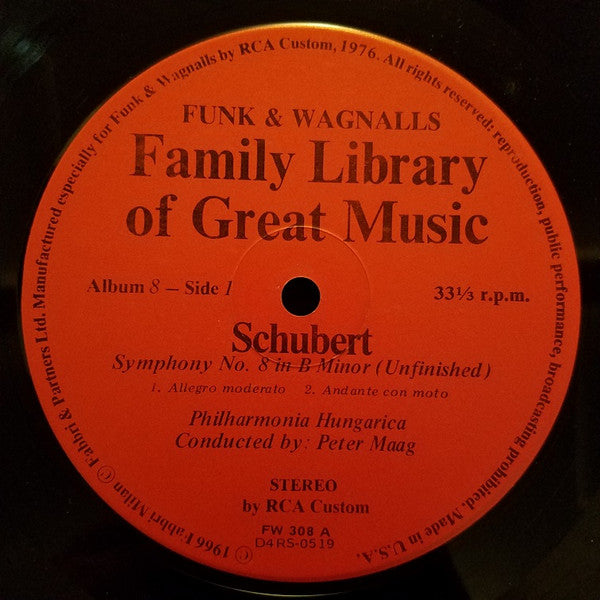 FUNK & WAGNALLS
Family Library
of Great Music
Album 8 — Side 1
33⅓ r.p.m.
Schubert
Symphony No. 8 in B Minor (Unfinished)
1. Allegro moderato 2. Andante con moto
Philharmonia Hungarica
Conducted by: Peter Maag
STEREO
by RCA Custom
FW 308 A
D4RS-0519
© 1966 Fabbri Milan © Fabbri & Partners Ltd. Manufactured especially for Funk & Wagnalls by RCA Custom, 1976. All rights reserved: reproduction, public performance, broadcasting prohibited. Made in U.S.A.